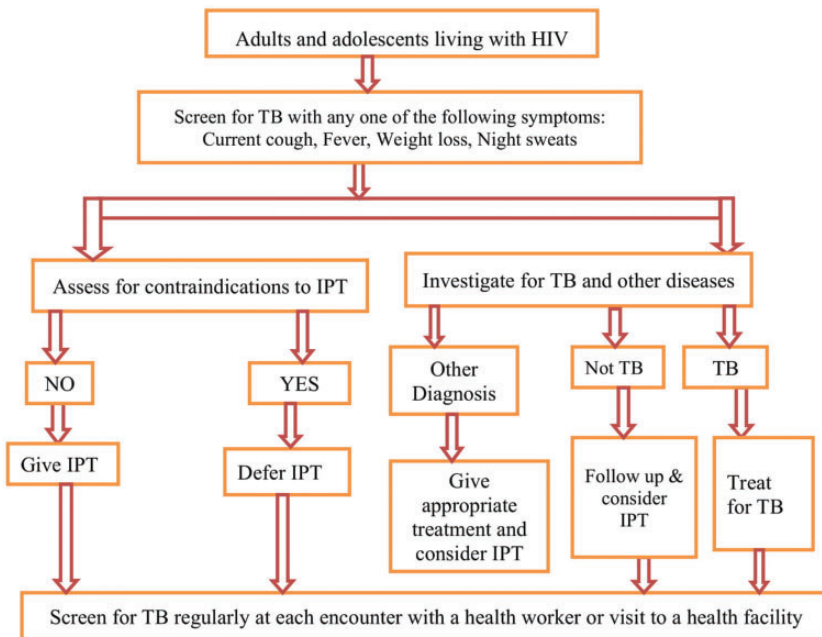 Adults and adolescents living with HIV
Screen for TB with any one of the following symptoms:
Current cough, Fever, Weight loss, Night sweats
Assess for contraindications to IPT
Investigate for TB and other diseases
NO
YES
Other
Diagnosis
Not TB
TB
Give IPT
Defer IPT
Give
appropriate
treatment and
consider IPT
Follow up &
consider
IPT
Treat
for TB
Screen for TB regularly at each encounter with a health worker or visit to a health facility